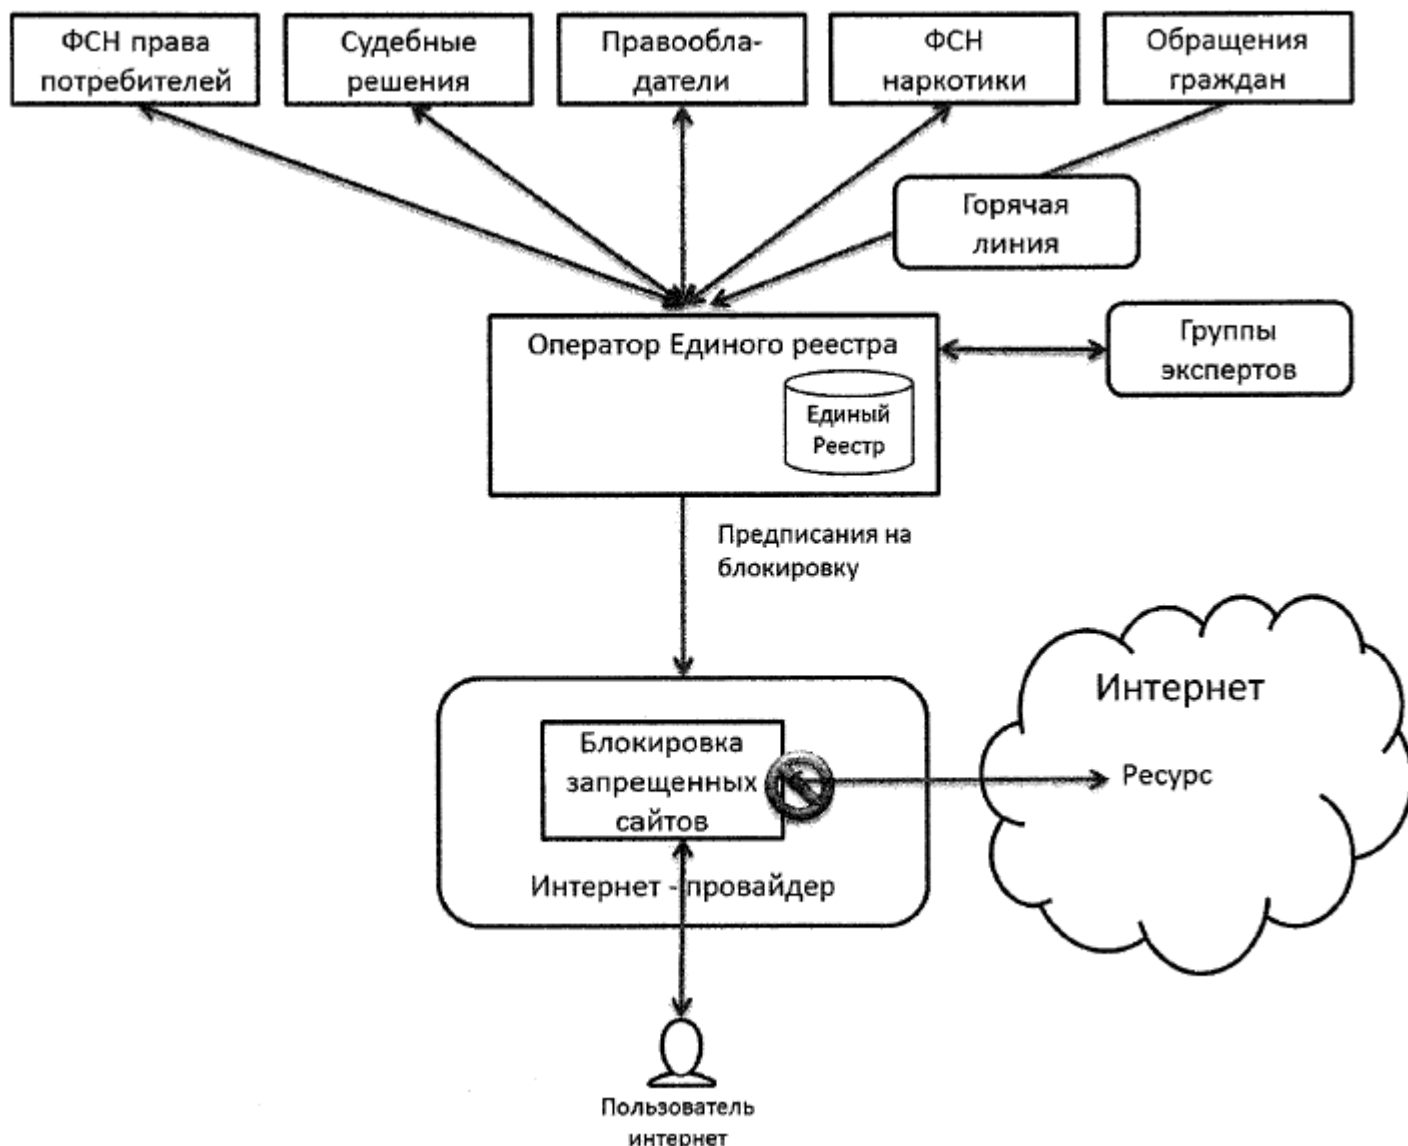 ФСН права
потребителей
Судебные
решения
Правообла-
датели
ФСН
наркотики
Обращения
граждан
Горячая
линия
Оператор Единого реестра
Группы
экспертов
Единый
Реестр
Предписания на
блокировку
Интернет
Ресурс
Блокировка
запрещенных
сайтов
Интернет - провайдер
Пользователь
интернет